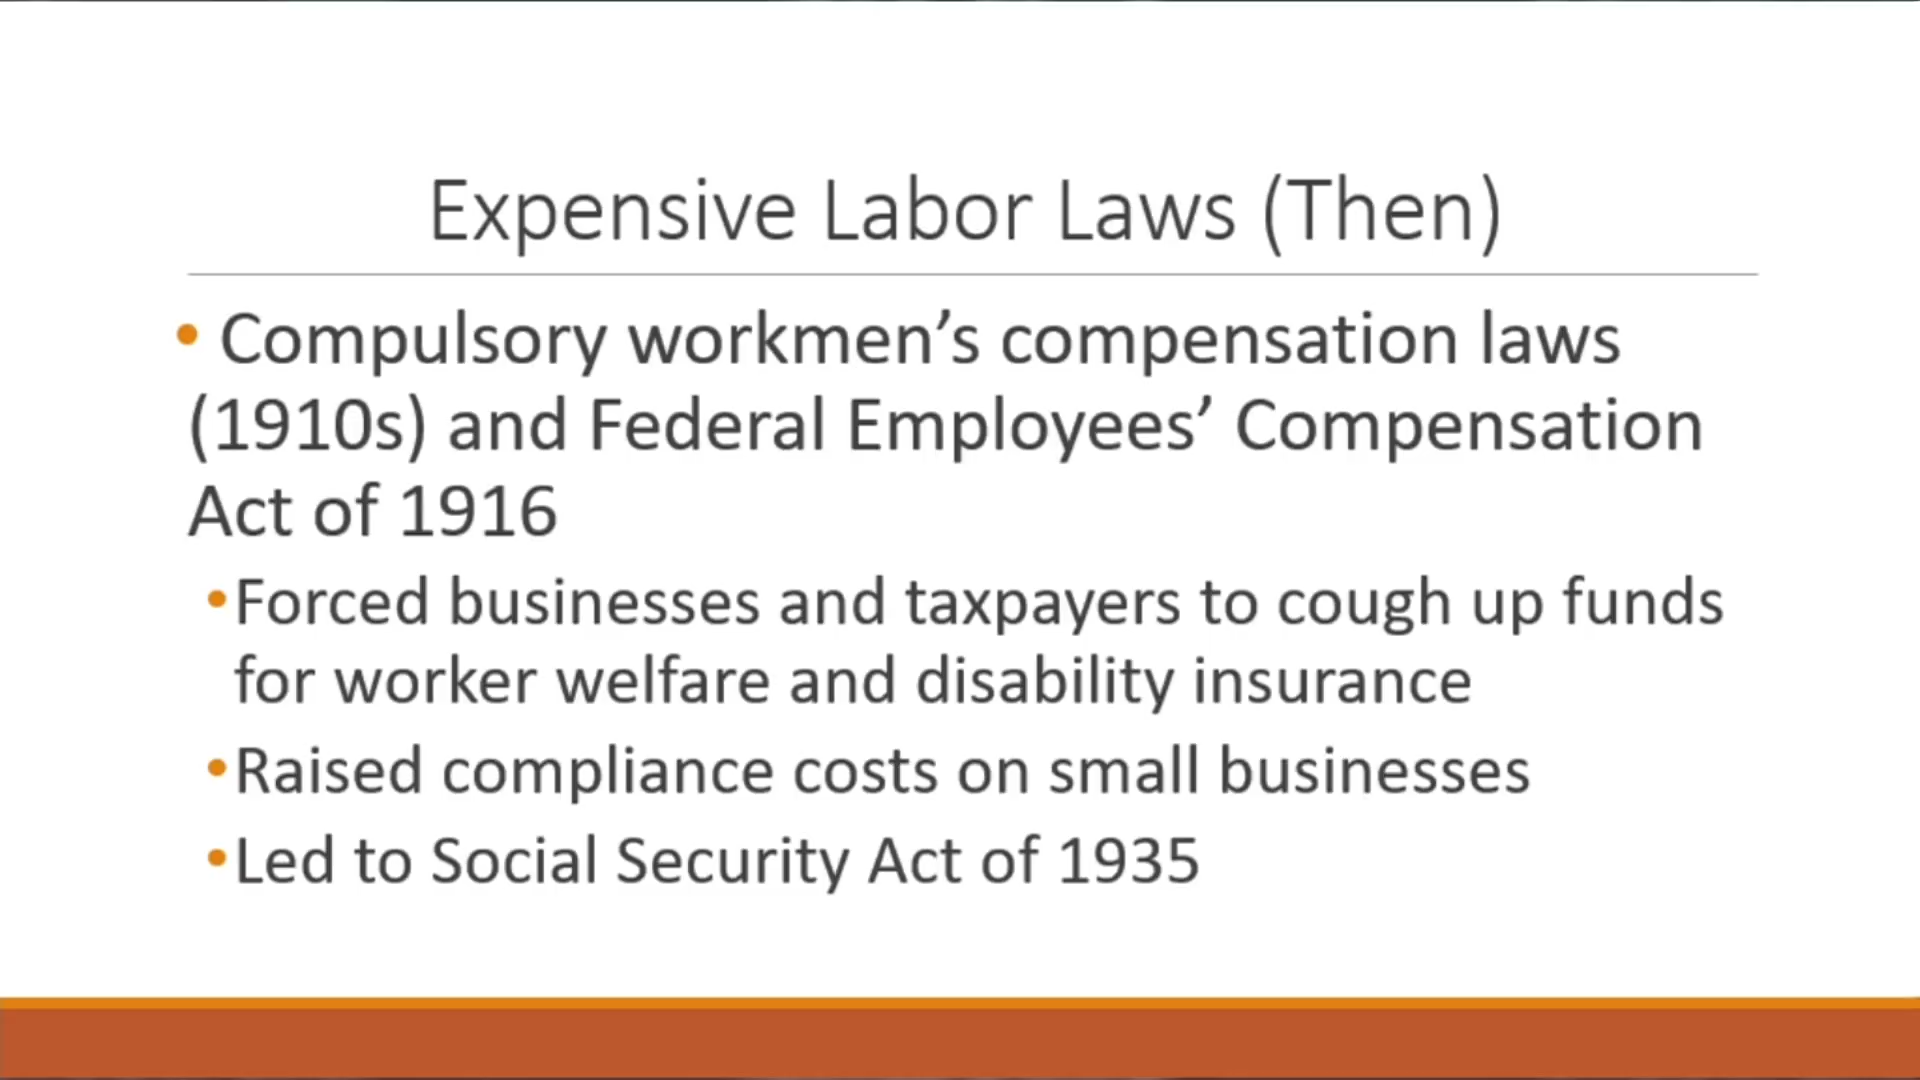 Expensive Labor Laws (Then)
• Compulsory workmen’s compensation laws
(1910s) and Federal Employees’ Compensation
Act of 1916
•Forced businesses and taxpayers to cough up funds
for worker welfare and disability insurance
•Raised compliance costs on small businesses
•Led to Social Security Act of 1935